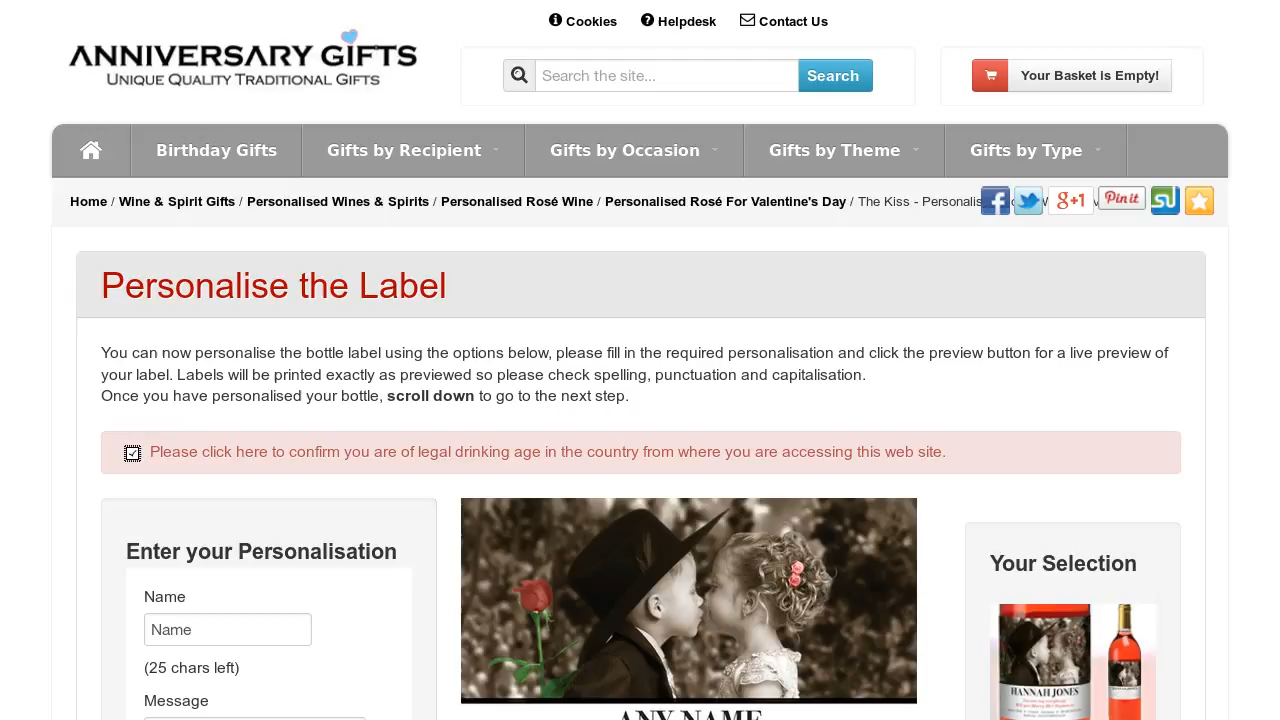 Cookies Helpdesk Contact Us
ANNIVERSARY GIFTS
UNIQUE QUALITY TRADITIONAL GIFTS
Search the site... Search
Your Basket is Empty!
Birthday Gifts Gifts by Recipient Gifts by Occasion Gifts by Theme Gifts by Type
Home / Wine & Spirit Gifts / Personalised Wines & Spirits / Personalised Rosé Wine / Personalised Rosé For Valentine's Day / The Kiss - Personalis
g+1 Pin it
Personalise the Label
You can now personalise the bottle label using the options below, please fill in the required personalisation and click the preview button for a live preview of
your label. Labels will be printed exactly as previewed so please check spelling, punctuation and capitalisation.
Once you have personalised your bottle, scroll down to go to the next step.
Please click here to confirm you are of legal drinking age in the country from where you are accessing this web site.
Enter your Personalisation
Name
Name
(25 chars left)
Message
ANY NAME
Your Selection
HANNAH JONES